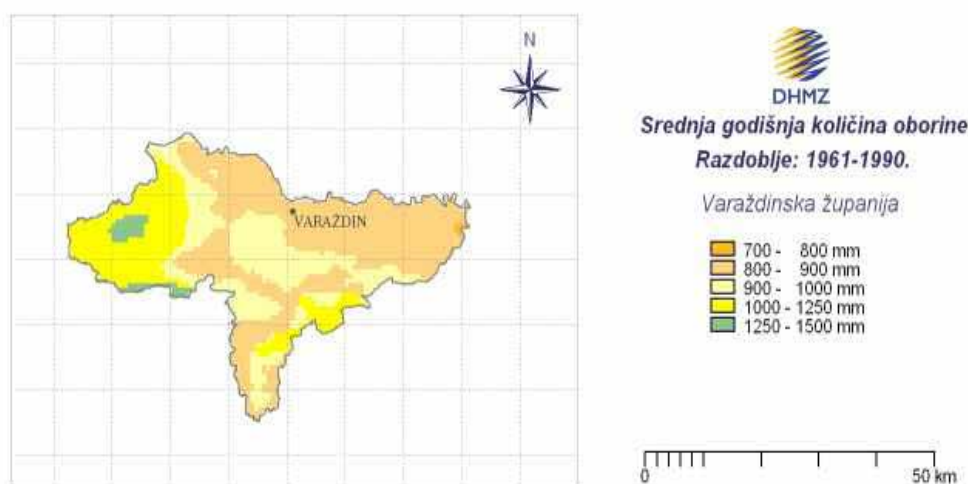 N
DHMZ
Srednja godišnja količina oborine
Razdoblje: 1961-1990.
Varaždinska županija
VARAŽDIN
700 - 800 mm
800 - 900 mm
900 - 1000 mm
1000 - 1250 mm
1250 - 1500 mm
0 50 km